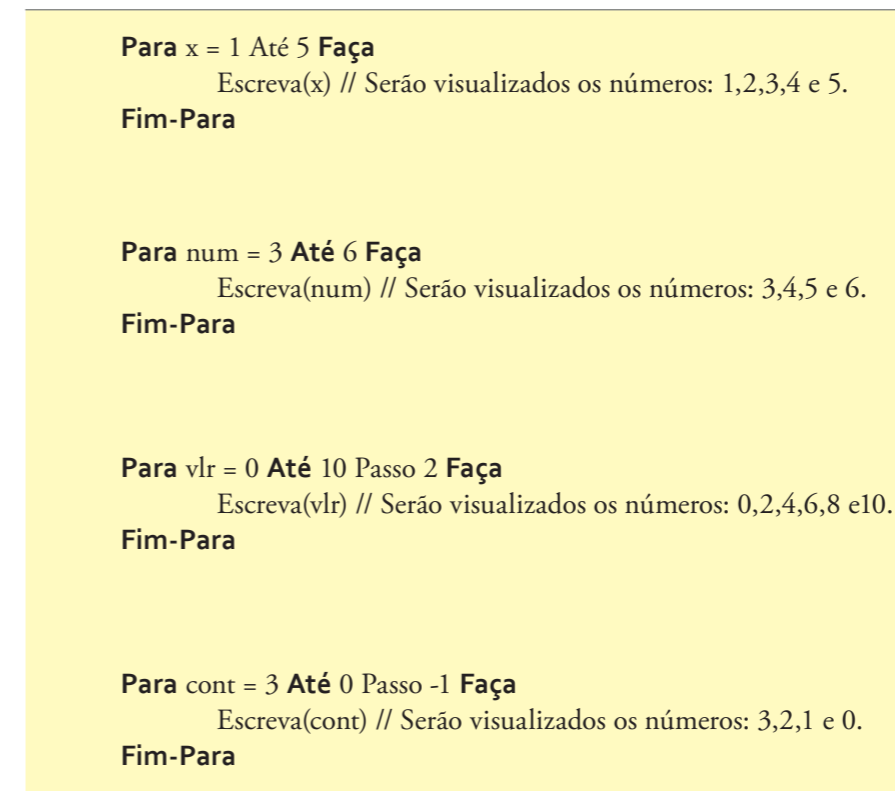 Para x = 1 Até 5 Faça
Escreva(x) // Serão visualizados os números: 1,2,3,4 e 5.
Fim-Para
Para num = 3 Até 6 Faça
Escreva(num) // Serão visualizados os números: 3,4,5 e 6.
Fim-Para
Para vlr = 0 Até 10 Passo 2 Faça
Escreva(vlr) // Serão visualizados os números: 0,2,4,6,8 e10.
Fim-Para
Para cont = 3 Até 0 Passo -1 Faça
Escreva(cont) // Serão visualizados os números: 3,2,1 e 0.
Fim-Para